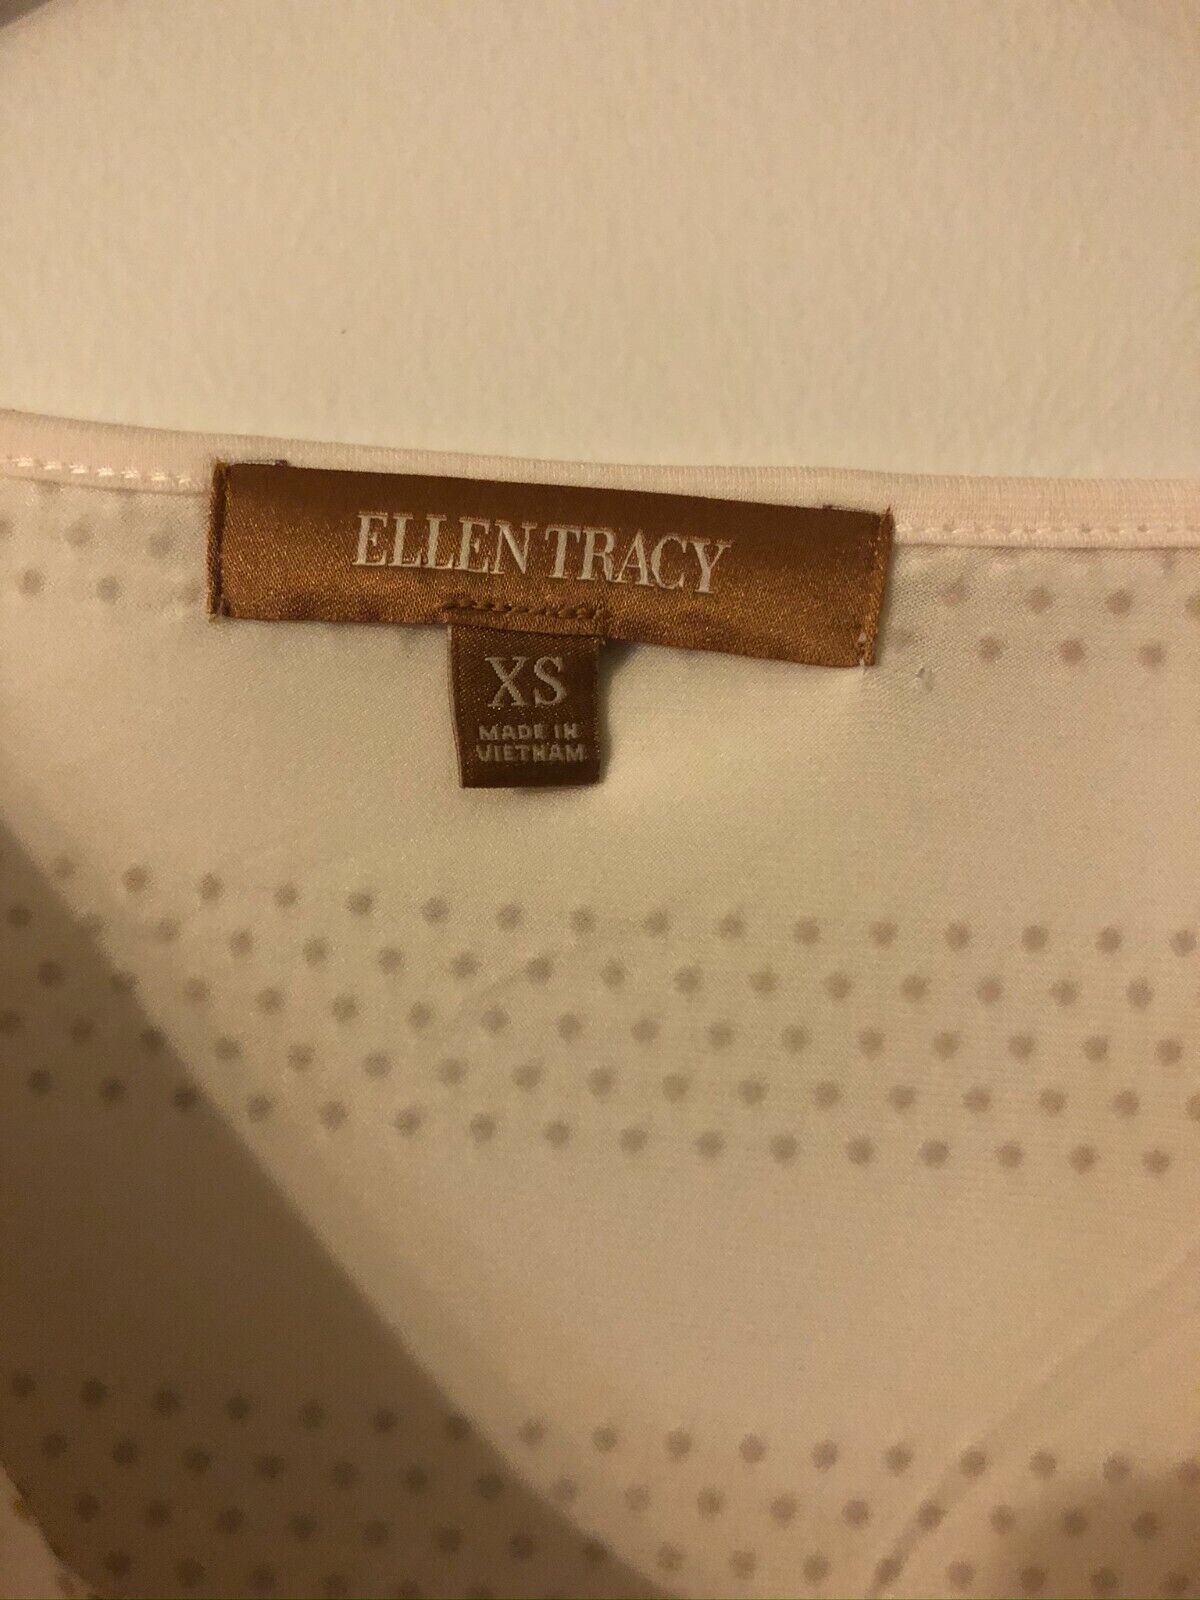 ELLEN TRACY
XS
MADE IN
VIETNAM